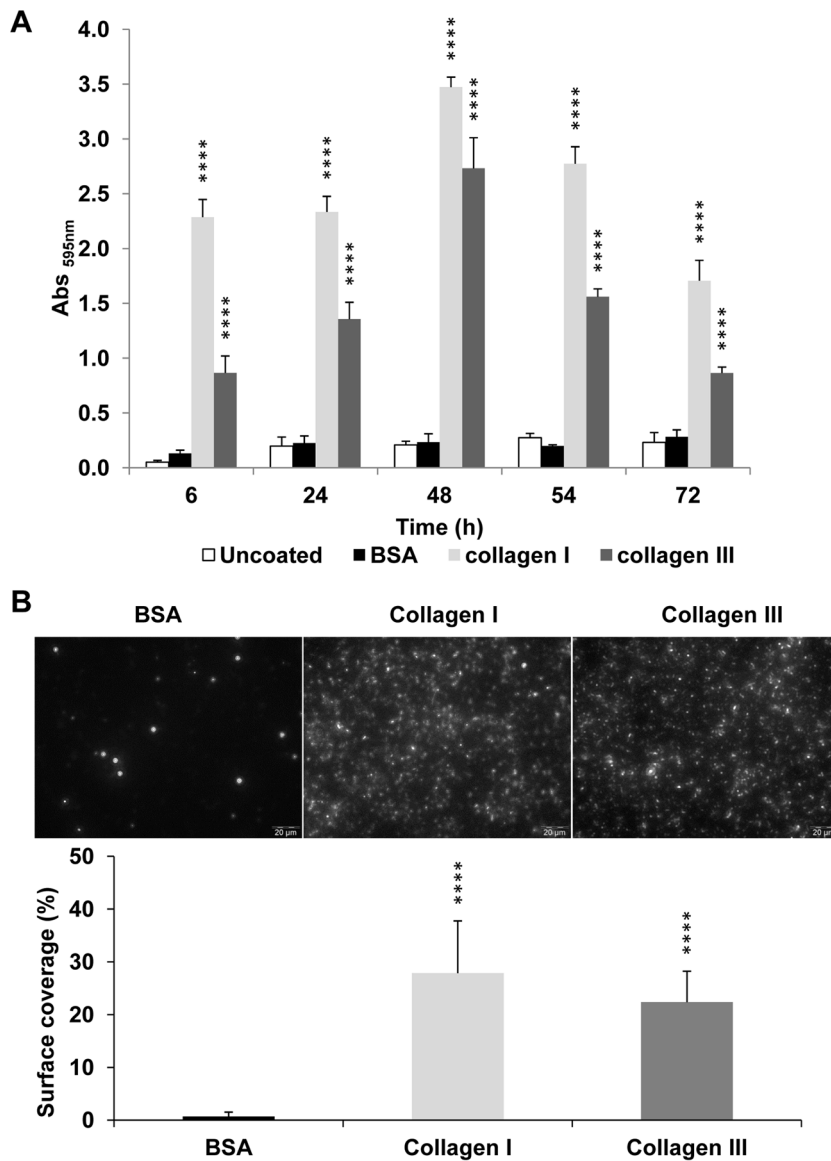 A
4.0
3.5
3.0
2.5
2.0
1.5
1.0
0.5
0.0
Abs 595nm
**** **** **** **** **** **** **** **** **** ****
6 24 48 54 72
Time (h)
Uncoated BSA collagen I collagen III
B
BSA Collagen I Collagen III
20 µm 20 µm 20 µm
50
40
30
20
10
0
Surface coverage (%)
**** ****
BSA Collagen I Collagen III